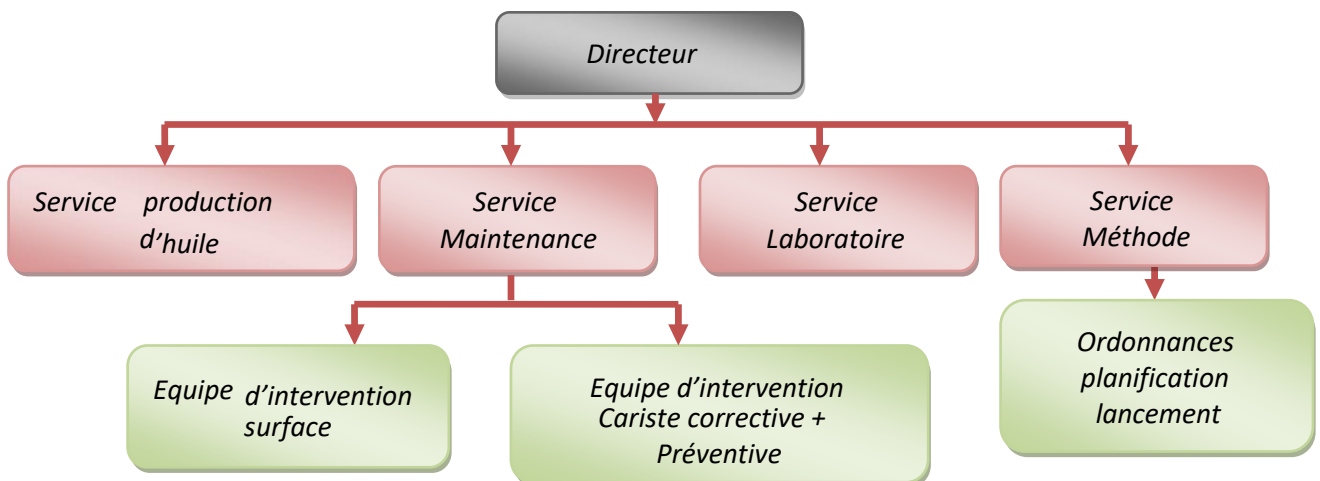 Directeur
Service production
d'huile
Service
Maintenance
Service
Laboratoire
Service
Méthode
Equipe d'intervention
surface
Equipe d'intervention
Cariste corrective +
Préventive
Ordonnances
planification
lancement